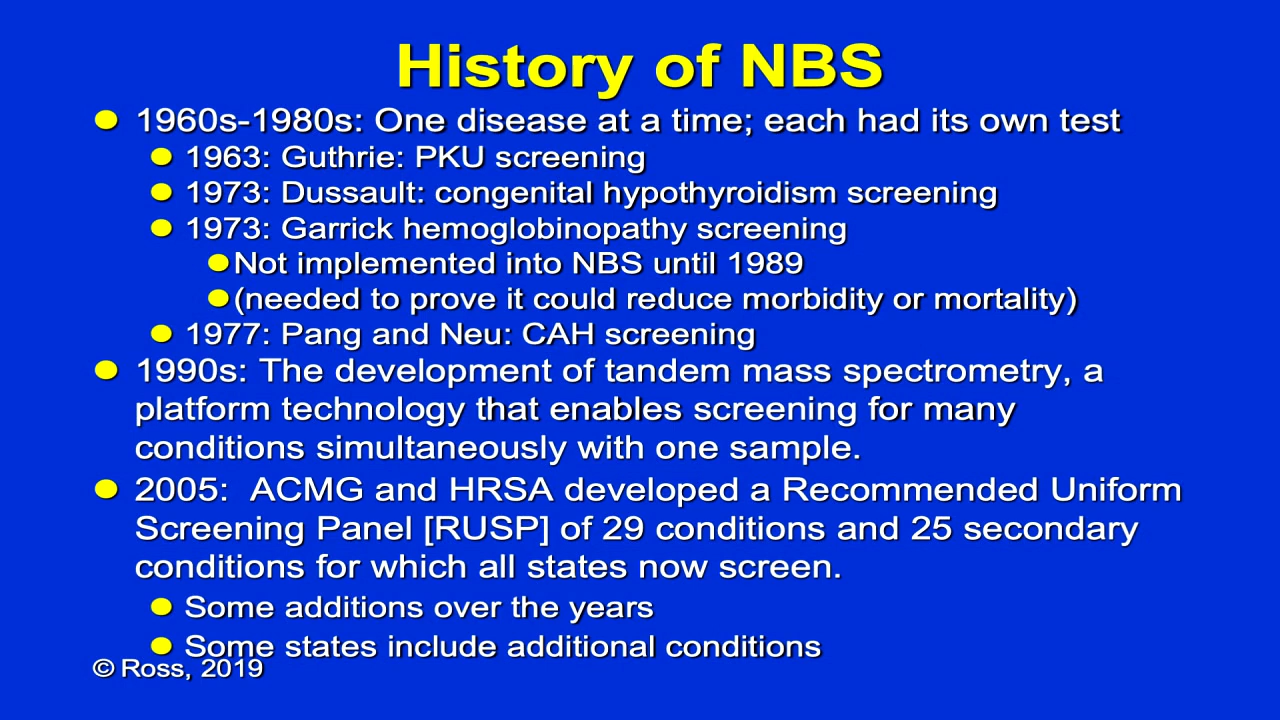 History of NBS
1960s-1980s: One disease at a time; each had its own test
1963: Guthrie: PKU screening
1973: Dussault: congenital hypothyroidism screening
1973: Garrick hemoglobinopathy screening
Not implemented into NBS until 1989
(needed to prove it could reduce morbidity or mortality)
1977: Pang and Neu: CAH screening
1990s: The development of tandem mass spectrometry, a
platform technology that enables screening for many
conditions simultaneously with one sample.
2005:  ACMG and HRSA developed a Recommended Uniform
Screening Panel [RUSP] of 29 conditions and 25 secondary
conditions for which all states now screen.
Some additions over the years
Some states include additional conditions
© Ross, 2019